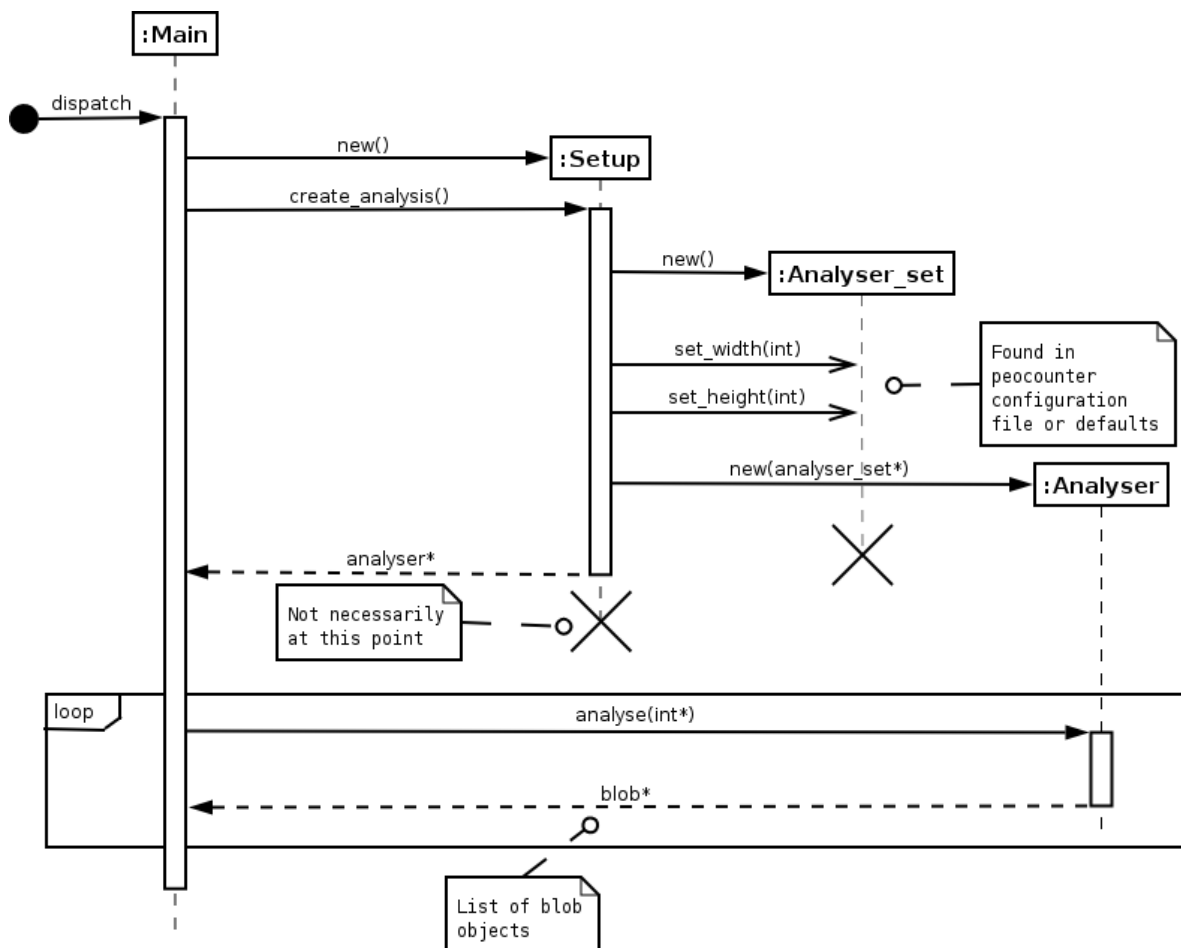 :Main
dispatch
new()
:Setup
create_analysis()
new()
:Analyser_set
set_width(int)
Found in
peocounter
configuration
file or defaults
set_height(int)
new(analyser_set*)
:Analyser
analyser*
Not necessarily
at this point
loop
analyse(int*)
blob*
List of blob
objects